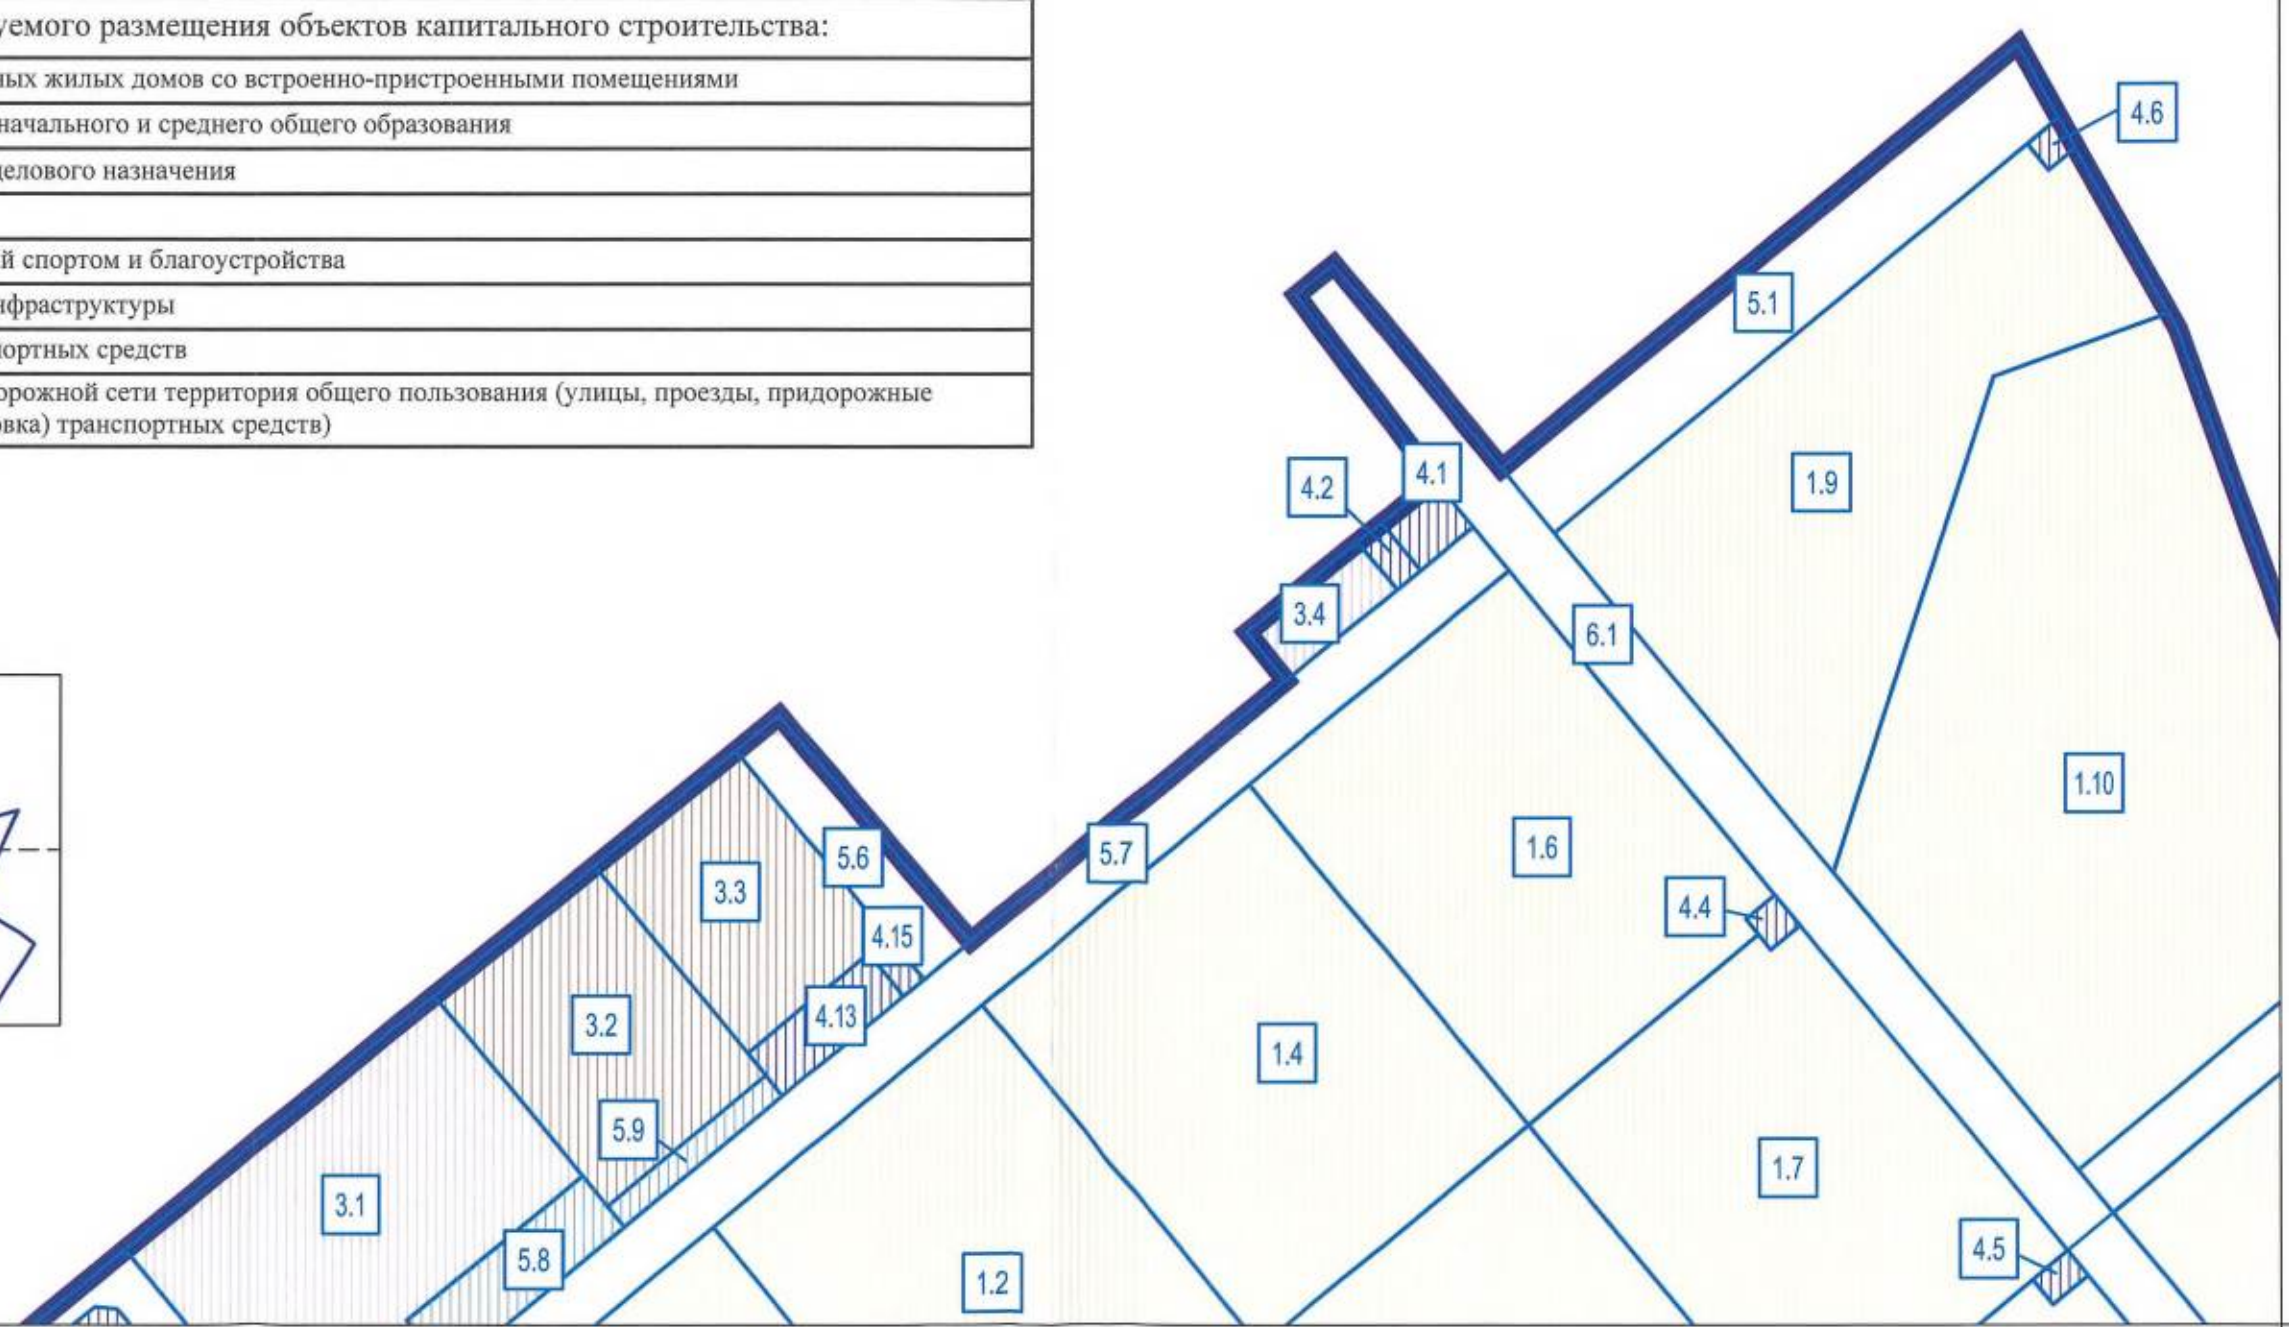 уемого размещения объектов капитального строительства:
ных жилых домов со встроенно-пристроенными помещениями
начального и среднего общего образования
делового назначения
й спортом и благоустройства
нфраструктуры
портных средств
орожной сети территория общего пользования (улицы, проезды, придорожные
овка) транспортных средств)
4.6
5.1
4.1
4.2
1.9
3.4
6.1
1.10
5.6
5.7
1.6
3.3
4.4
4.15
4.13
3.2
1.4
5.9
1.7
3.1
4.5
5.8
1.2